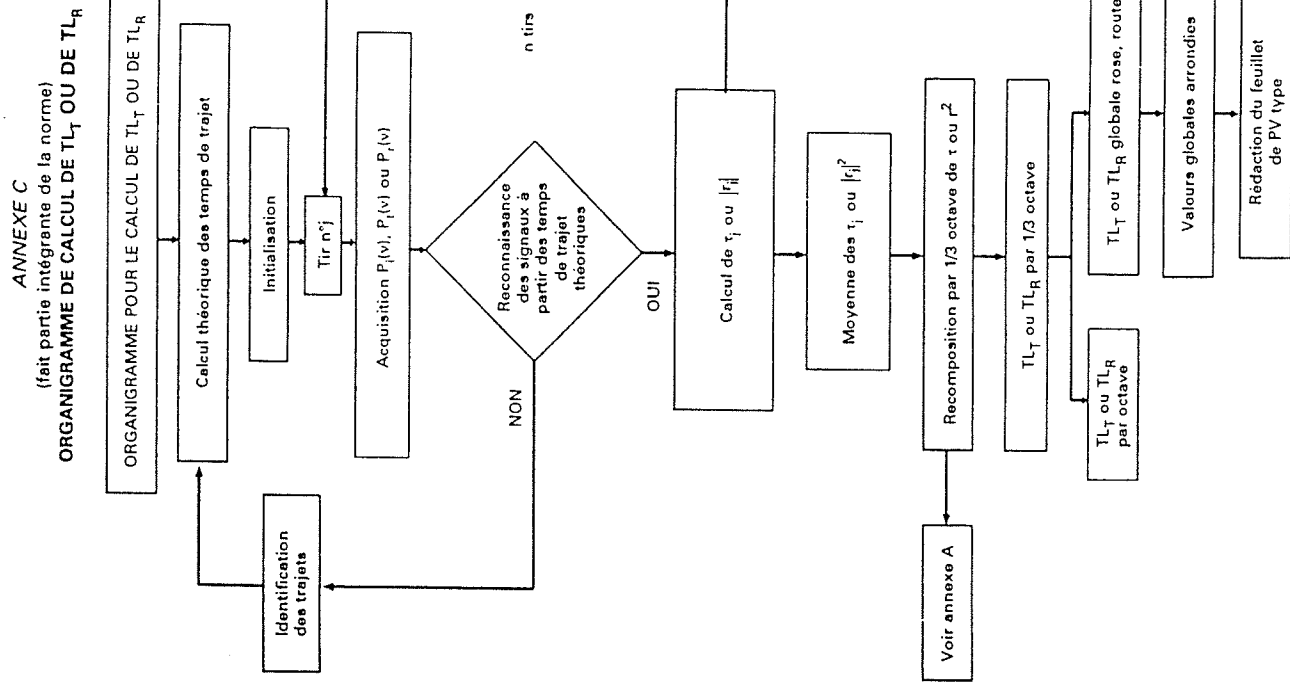 ANNEXE C
(fait partie intégrante de la norme)
ORGANIGRAMME DE CALCUL DE TL_T OU DE TL_R
ORGANIGRAMME POUR LE CALCUL DE TL_T OU DE TL_R
Calcul théorique des temps de trajet
Identification
des trajets
Initialisation
Tir n°j
Acquisition P_i(ν), P_t(ν) ou P_r(ν)
Reconnaissance
des signaux à
partir des temps
de trajet
théoriques
n tirs
NON
OUI
Calcul de τ_j ou |r_j|
Moyenne des τ_j ou |r_j|²
Recomposition par 1/3 octave de τ ou r²
Voir annexe A
TL_T ou TL_R par 1/3 octave
TL_T ou TL_R
par octave
TL_T ou TL_R globale rose, route
Valours globales arrondies
Rédaction du feuillet
de PV type